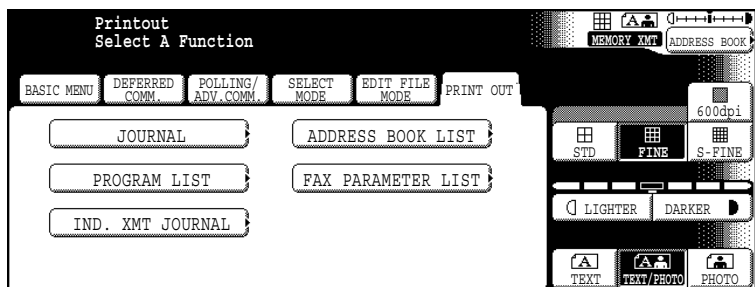 Printout
Select A Function
MEMORY XMT
ADDRESS BOOK
BASIC MENU
DEFERRED COMM.
POLLING/ ADV.COMM.
SELECT MODE
EDIT FILE MODE
PRINT OUT
JOURNAL
ADDRESS BOOK LIST
PROGRAM LIST
FAX PARAMETER LIST
IND. XMT JOURNAL
600dpi
STD
FINE
S-FINE
LIGHTER
DARKER
A
TEXT
A
TEXT/PHOTO
PHOTO